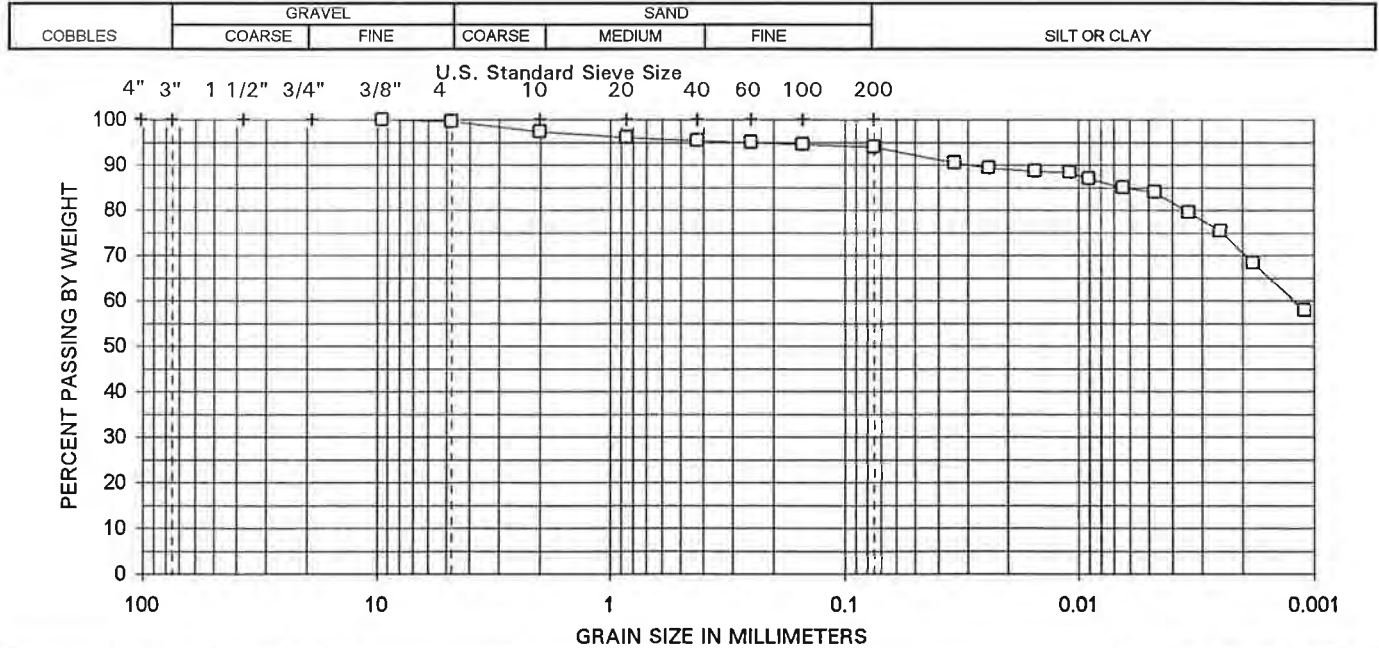 GRAVEL SAND
COBBLES COARSE FINE COARSE MEDIUM FINE SILT OR CLAY
U.S. Standard Sieve Size
4" 3" 1 1/2" 3/4" 3/8" 4 10 20 40 60 100 200
100
90
80
70
60
50
40
30
20
10
0
PERCENT PASSING BY WEIGHT
100 10 1 0.1 0.01 0.001
GRAIN SIZE IN MILLIMETERS